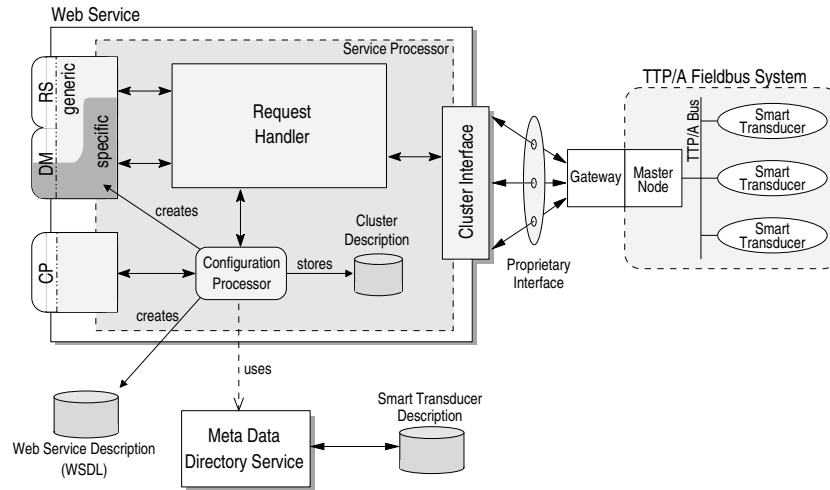 Web Service
Service Processor
RS
generic
DM
specific
CP
Request
Handler
Cluster Interface
creates
Configuration
Processor
stores
Cluster
Description
creates
uses
Proprietary
Interface
Gateway
Master
Node
TTP/A Fieldbus System
TTP/A Bus
Smart
Transducer
Smart
Transducer
Smart
Transducer
Web Service Description
(WSDL)
Meta Data
Directory Service
Smart Transducer
Description